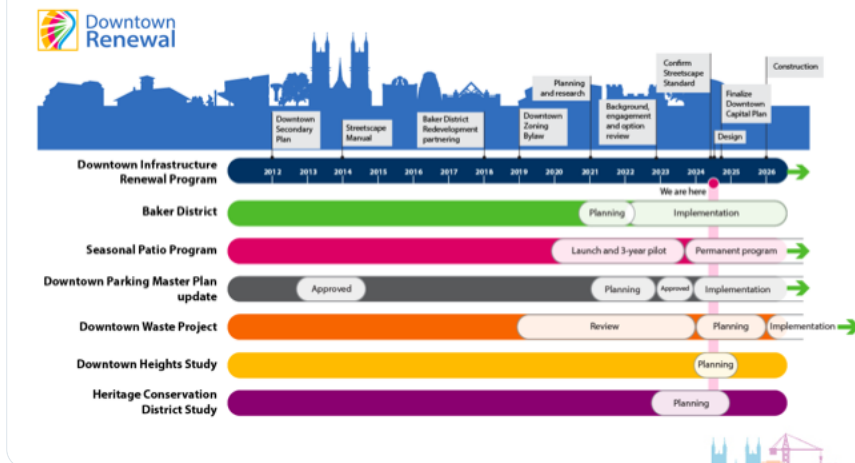 Downtown
Renewal
Planning
and research
Confirm
Streetscape
Standard
Construction
Downtown
Secondary
Plan
Streetscape
Manual
Baker District
Redevelopment
partnering
Downtown
Zoning
Bylaw
Background,
engagement
and option
review
Finalize
Downtown
Capital Plan
Design
Downtown Infrastructure
Renewal Program
2012 2013 2014 2015 2016 2017 2018 2019 2020 2021 2022 2023 2024 2025 2026
We are here
Baker District
Planning
Implementation
Seasonal Patio Program
Launch and 3-year pilot
Permanent program
Downtown Parking Master Plan
update
Approved
Planning
Approved
Implementation
Downtown Waste Project
Review
Planning
Implementation
Downtown Heights Study
Planning
Heritage Conservation
District Study
Planning